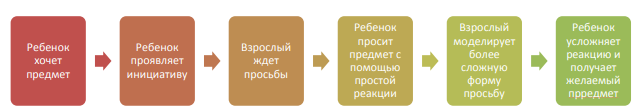 Ребенок
хочет
предмет
Ребенок
проявляет
инициативу
Взрослый
ждет
просьбы
Ребенок
просит
предмет с
помощью
простой
реакции
Взрослый
моделирует
более
сложную
форму
просьбу
Ребенок
усложняет
реакцию и
получает
желаемый
прредмет